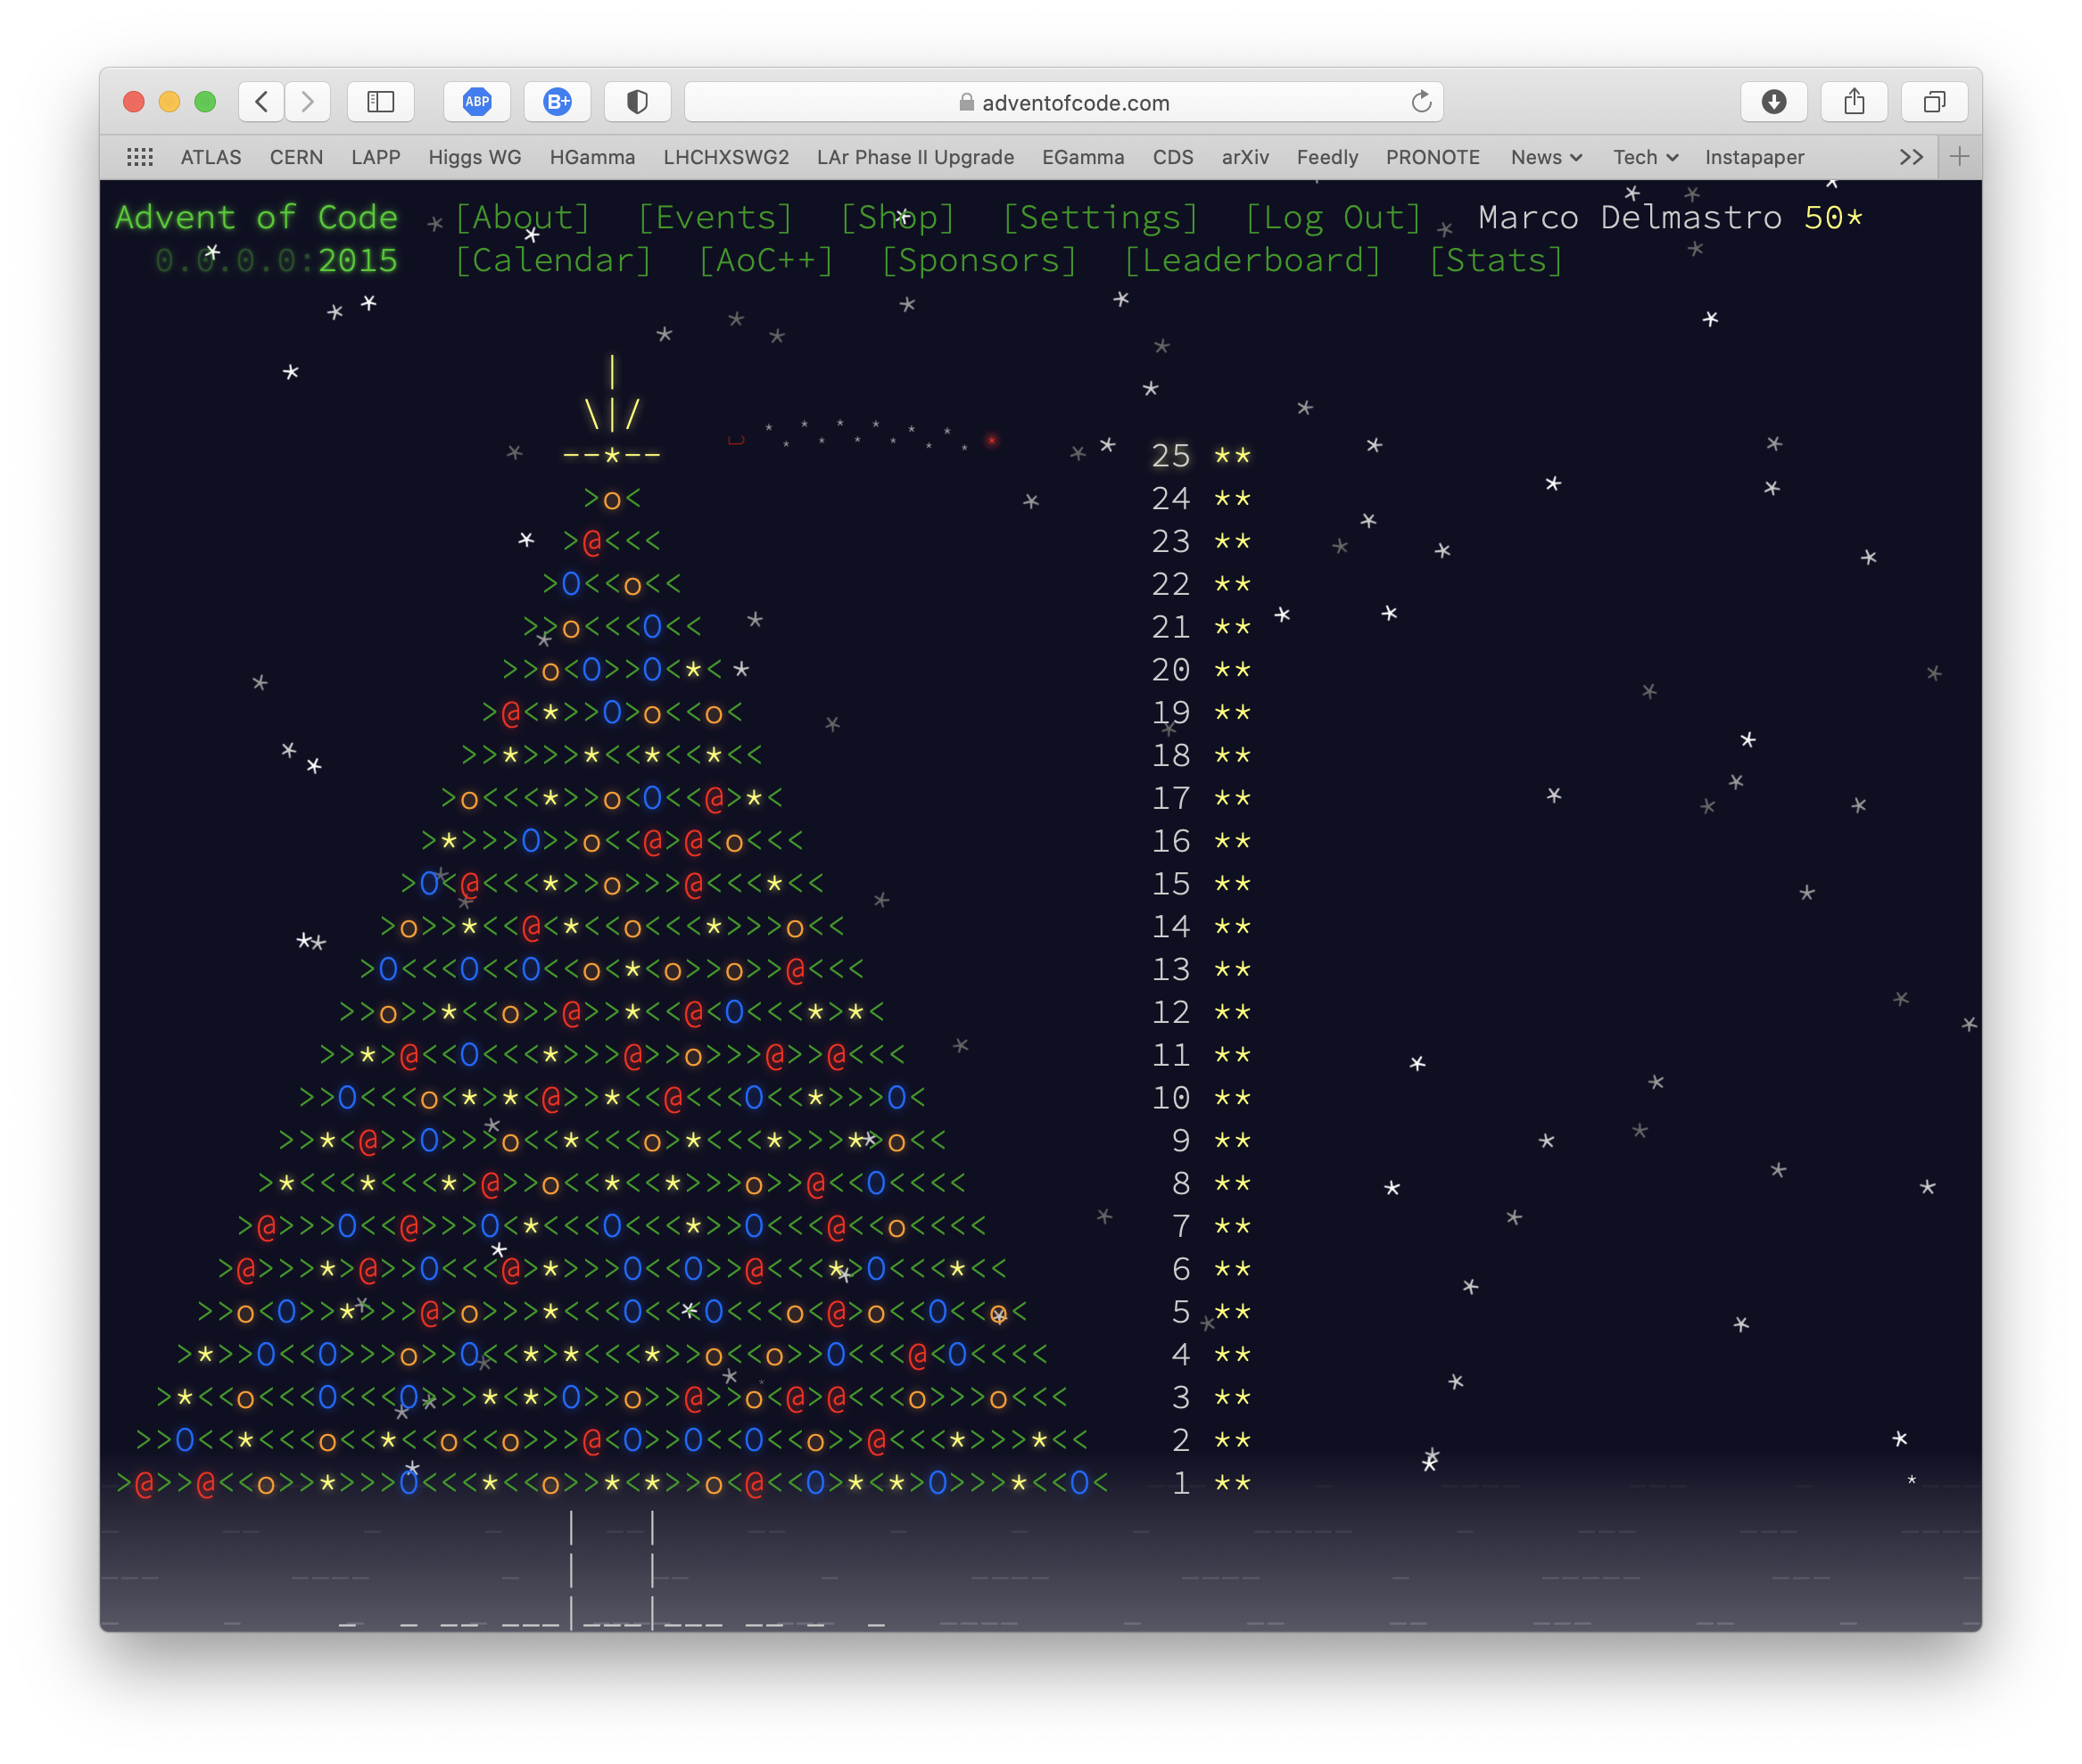 adventofcode.com
ABP B+
ATLAS CERN LAPP Higgs WG HGamma LHCHXSWG2 LAr Phase II Upgrade EGamma CDS arXiv Feedly PRONOTE News Tech Instapaper >> +
Advent of Code [About] [Events] [Shop] [Settings] [Log Out] Marco Delmastro 50*
0.0.0.0:2015 [Calendar] [AoC++] [Sponsors] [Leaderboard] [Stats]
|
\|/
--*-- 25 **
>o< 24 **
>@<<< 23 **
>O<<o<< 22 **
>>o<<<O<< 21 **
>>o<O>>O<*< 20 **
>@<*>>O>o<<o< 19 **
>>*>>>*<<*<<*<< 18 **
>o<<<*>>o<O<<@>*< 17 **
>*>>>O>>o<<@>@<o<<< 16 **
>O<@<<<*>>o>>>@<<<*<< 15 **
>o>>*<<@<*<<o<<<*>>>o<< 14 **
>O<<<O<<O<<o<*<o>>o>>@<<< 13 **
>>o>>*<<o>>@>>*<<@<O<<<*>*< 12 **
>>*>@<<O<<<*>>>@>>o>>>@>>@<<< 11 **
>>O<<<o<*>*<@>>*<<@<<<O<<*>>>O< 10 **
>>*<@>>O>>>o<<*<<<o>*<<<*>>>*>o<< 9 **
>*<<<*<<<*>@>>o<<*<<*>>>o>>@<<O<<<< 8 **
>@>>>O<<@>>>O<*<<<O<<<*>>O<<<@<<o<<<< 7 **
>@>>>*>@>>O<<<@>*>>>O<<O>>@<<<*>O<<<*<< 6 **
>>o<O>>*>>>@>o>>>*<<<O<<<O<<<o<@>o<<O<<o< 5 **
>*>>O<<O>>>o>>O<<*>*<<<*>>o<<o>>O<<<@<O<<<< 4 **
>*<<o<<<O<<<O>>>*<*>O>>o>>@>>o<@>@<<<o>>>o<<< 3 **
>>O<<*<<<o<<*<<o<<o>>>@<O>>O<<O<<o>>@<<<*>>>*<< 2 **
>@>>@<<o>>*>>>O<<<*<<o>>*>*>>o<@<<O>*<*>O>>>*<<O< 1 **